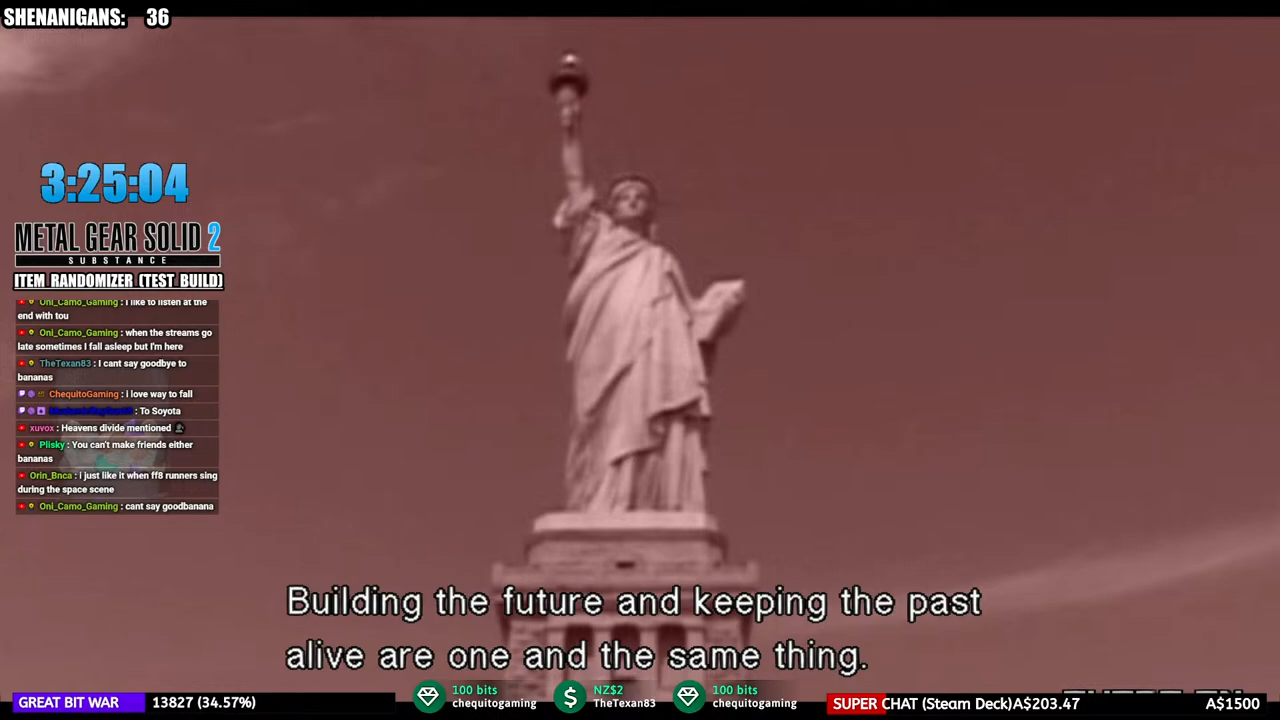 SHENANIGANS: 36
3:25:04
METAL GEAR SOLID 2
SUBSTANCE
ITEM RANDOMIZER (TEST BUILD)
Oni_Camo_Gaming : I like to listen at the
end with tou
Oni_Camo_Gaming : when the streams go
late sometimes I fall asleep but I'm here
TheTexan83 : I cant say goodbye to
bananas
ChequitoGaming : i love way to fall
: To Soyota
xuvox : Heavens divide mentioned
Plisky : You can't make friends either
bananas
Orin_Bnca : i just like it when ff8 runners sing
during the space scene
Oni_Camo_Gaming : cant say goodbanana
Building the future and keeping the past
alive are one and the same thing.
GREAT BIT WAR 13827 (34.57%)
100 bits
chequitogaming
NZ$2
TheTexan83
100 bits
chequitogaming
SUPER CHAT (Steam Deck)A$203.47 A$1500